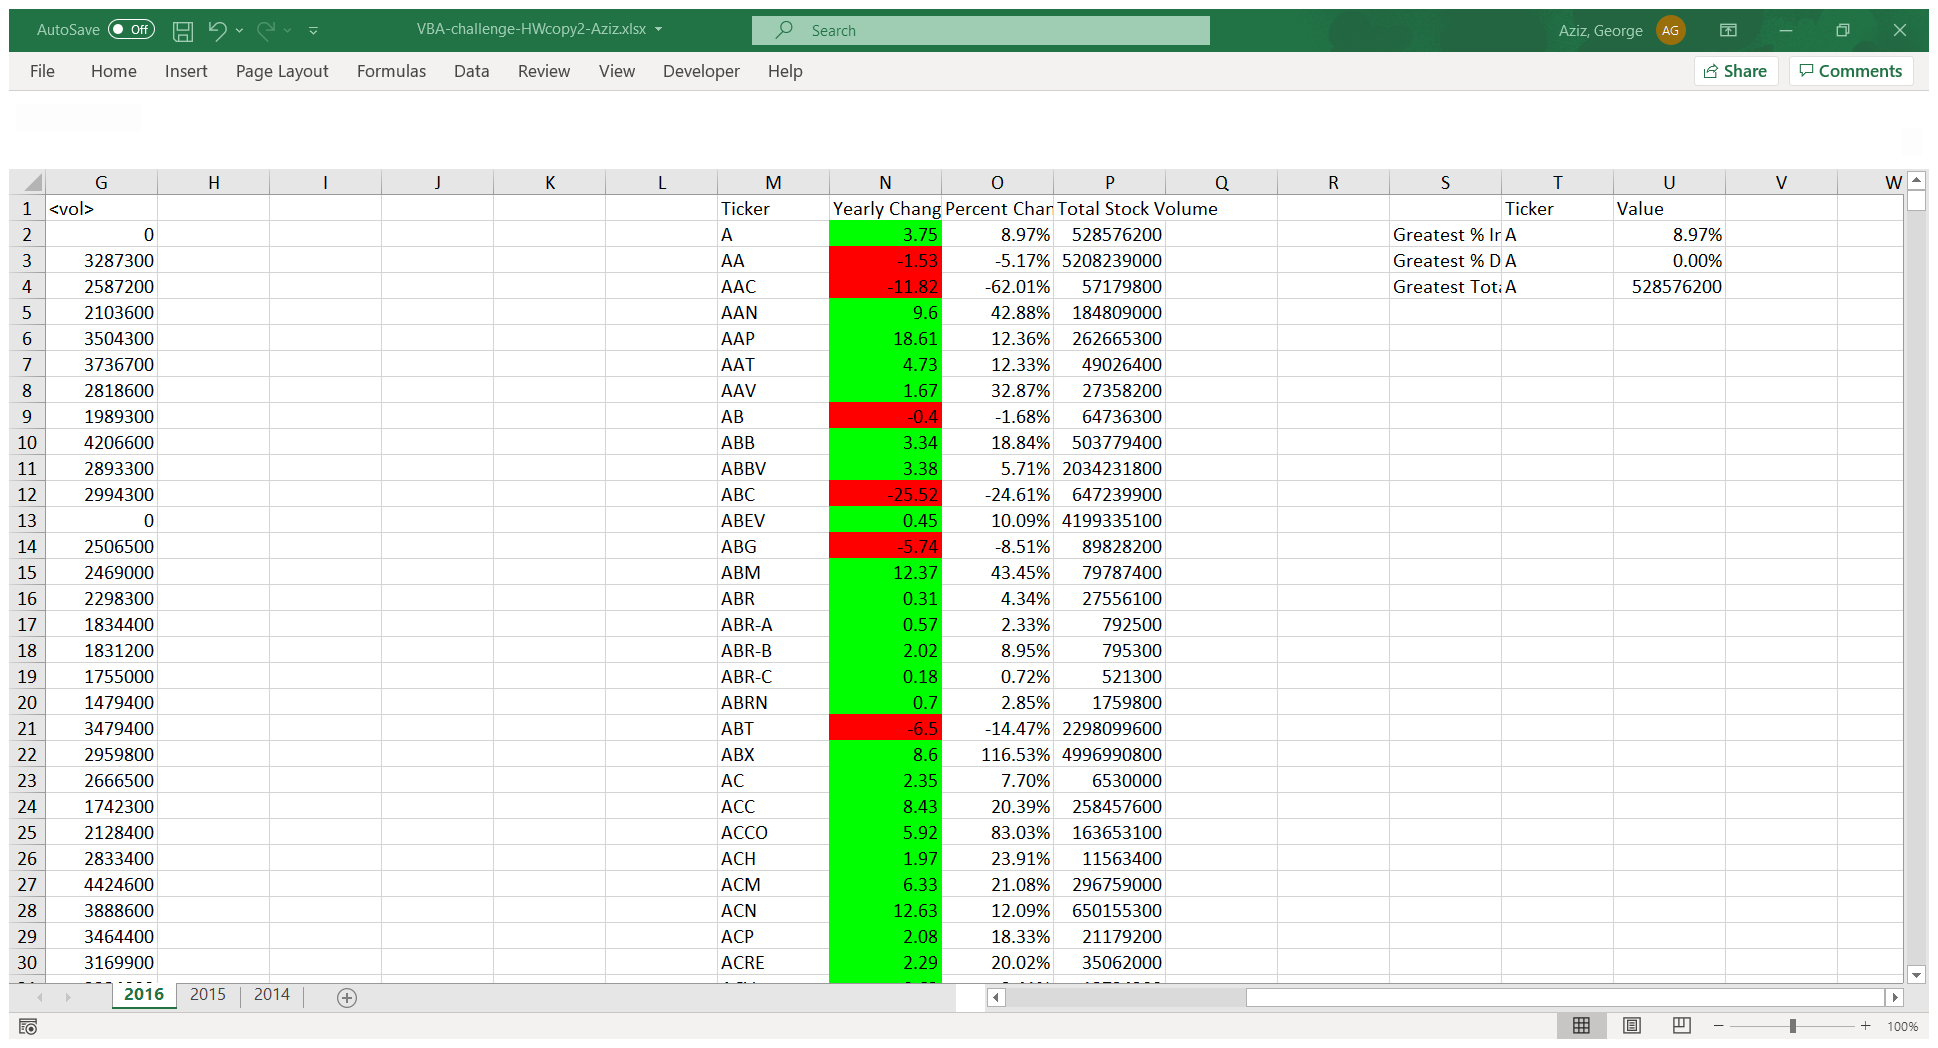 AutoSave Off VBA-challenge-HWcopy2-Aziz.xlsx Search Aziz, George AG
File Home Insert Page Layout Formulas Data Review View Developer Help Share Comments
G H I J K L M N O P Q R S T U V W
1 <vol> Ticker Yearly Chang Percent Chan Total Stock Volume Ticker Value
2 0 A 3.75 8.97% 528576200 Greatest % In A 8.97%
3 3287300 AA -1.53 -5.17% 5208239000 Greatest % D A 0.00%
4 2587200 AAC -11.82 -62.01% 57179800 Greatest Tota A 528576200
5 2103600 AAN 9.6 42.88% 184809000
6 3504300 AAP 18.61 12.36% 262665300
7 3736700 AAT 4.73 12.33% 49026400
8 2818600 AAV 1.67 32.87% 27358200
9 1989300 AB -0.4 -1.68% 64736300
10 4206600 ABB 3.34 18.84% 503779400
11 2893300 ABBV 3.38 5.71% 2034231800
12 2994300 ABC -25.52 -24.61% 647239900
13 0 ABEV 0.45 10.09% 4199335100
14 2506500 ABG -5.74 -8.51% 89828200
15 2469000 ABM 12.37 43.45% 79787400
16 2298300 ABR 0.31 4.34% 27556100
17 1834400 ABR-A 0.57 2.33% 792500
18 1831200 ABR-B 2.02 8.95% 795300
19 1755000 ABR-C 0.18 0.72% 521300
20 1479400 ABRN 0.7 2.85% 1759800
21 3479400 ABT -6.5 -14.47% 2298099600
22 2959800 ABX 8.6 116.53% 4996990800
23 2666500 AC 2.35 7.70% 6530000
24 1742300 ACC 8.43 20.39% 258457600
25 2128400 ACCO 5.92 83.03% 163653100
26 2833400 ACH 1.97 23.91% 11563400
27 4424600 ACM 6.33 21.08% 296759000
28 3888600 ACN 12.63 12.09% 650155300
29 3464400 ACP 2.08 18.33% 21179200
30 3169900 ACRE 2.29 20.02% 35062000
2016 2015 2014
100%